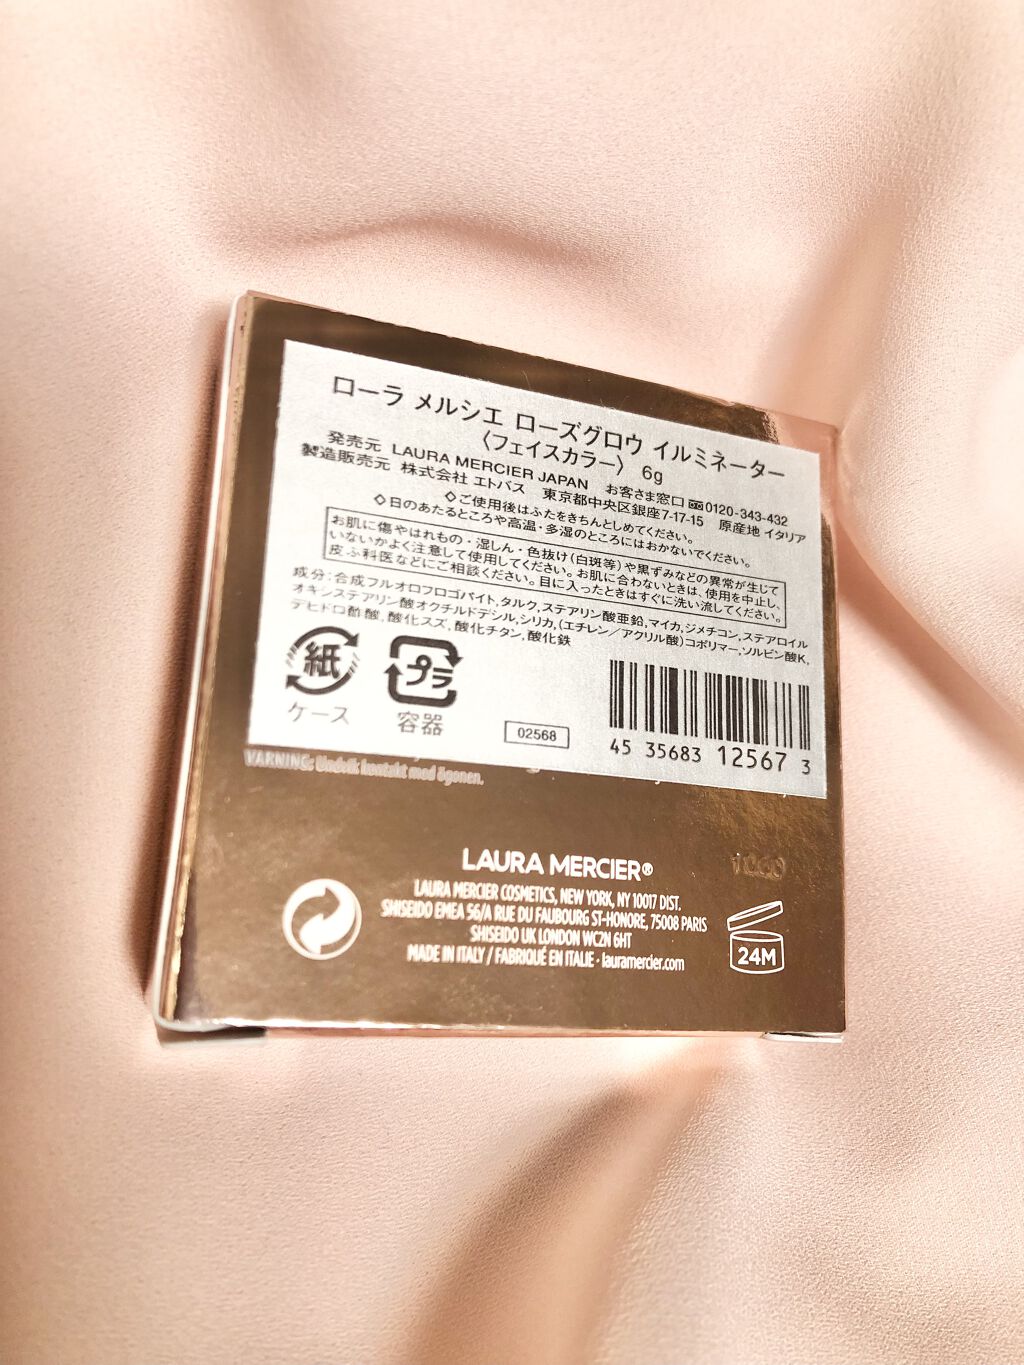 ローラ メルシエ ローズグロウ イルミネーター
〈フェイスカラー〉 6g
発売元 LAURA MERCIER JAPAN お客さま窓口 0120-343-432
製造販売元 株式会社 エトバス 東京都中央区銀座7-17-15 原産地 イタリア
◇ご使用後はふたをきちんとしめてください。
◇日のあたるところや高温・多湿のところにはおかないでください。
お肌に傷やはれもの・湿しん・色抜け(白斑等)や黒ずみなどの異常が生じて
いないかよく注意して使用してください。お肌に合わないときは、使用を中止し、
皮ふ科医などにご相談ください。目に入ったときはすぐに洗い流してください。
成分:合成フルオロフロゴパイト,タルク,ステアリン酸亜鉛,マイカ,ジメチコン,ステアロイル
オキシステアリン酸オクチルドデシル,シリカ,(エチレン/アクリル酸)コポリマー,ソルビン酸K,
デヒドロ酢酸,酸化スズ,酸化チタン,酸化鉄
紙
ケース
プラ
容器
02568
45 35683 12567 3
VARNING: Undvik kontakt med ögonen.
LAURA MERCIER®
LAURA MERCIER COSMETICS, NEW YORK, NY 10017 DIST.
SHISEIDO EMEA 56/A RUE DU FAUBOURG ST-HONORE, 75008 PARIS
SHISEIDO UK LONDON WC2N 6HT
MADE IN ITALY / FABRIQUÉ EN ITALIE · lauramercier.com
24M